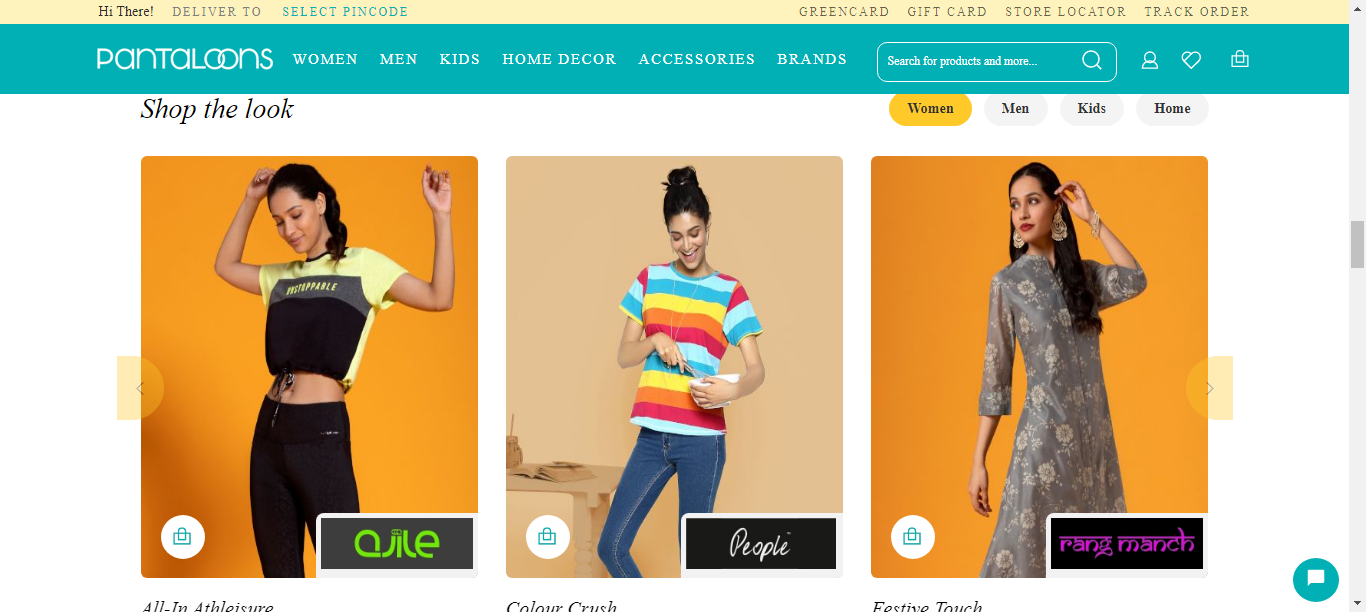 Hi There! DELIVER TO SELECT PINCODE GREENCARD GIFT CARD STORE LOCATOR TRACK ORDER
PANTALOONS WOMEN MEN KIDS HOME DECOR ACCESSORIES BRANDS Search for products and more...
Shop the look Women Men Kids Home
UNSTOPPABLE
ajile People rang manch
All-In Athleisure Colour Crush Festive Touch